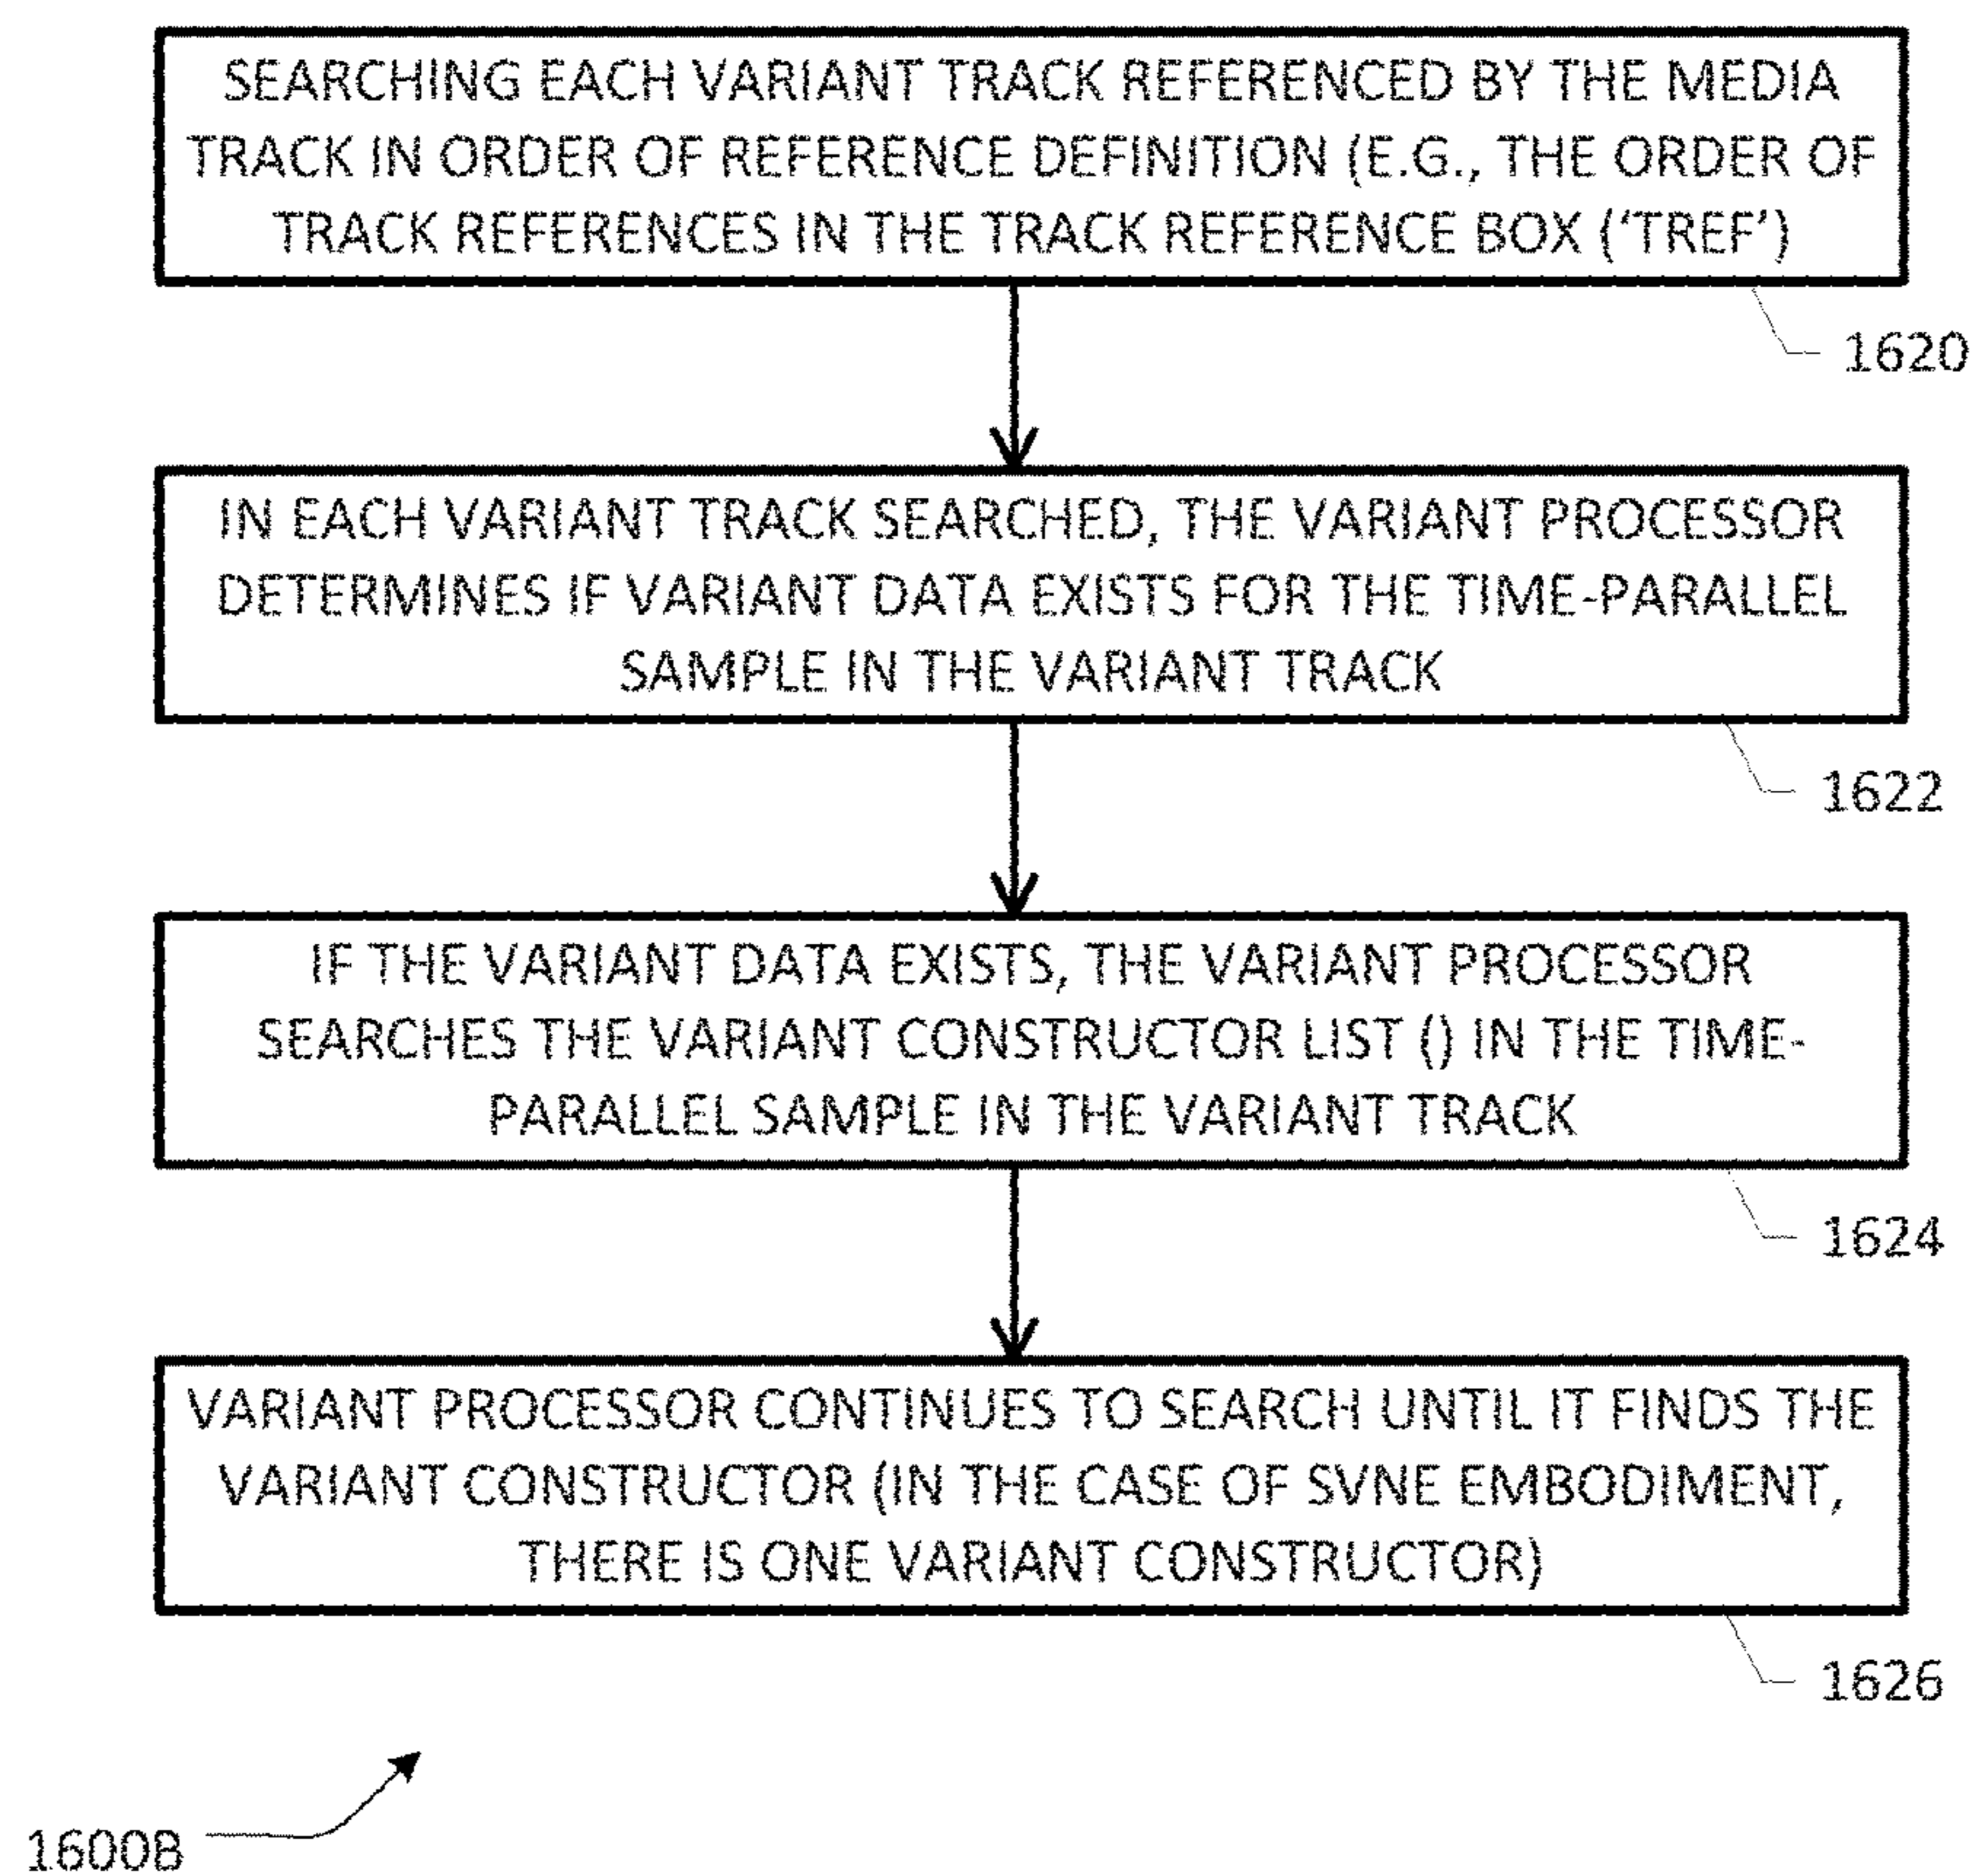 SEARCHING EACH VARIANT TRACK REFERENCED BY THE MEDIA
TRACK IN ORDER OF REFERENCE DEFINITION (E.G., THE ORDER OF
TRACK REFERENCES IN THE TRACK REFERENCE BOX (‘TREF’)
1620
IN EACH VARIANT TRACK SEARCHED, THE VARIANT PROCESSOR
DETERMINES IF VARIANT DATA EXISTS FOR THE TIME-PARALLEL
SAMPLE IN THE VARIANT TRACK
1622
IF THE VARIANT DATA EXISTS, THE VARIANT PROCESSOR
SEARCHES THE VARIANT CONSTRUCTOR LIST () IN THE TIME-
PARALLEL SAMPLE IN THE VARIANT TRACK
1624
VARIANT PROCESSOR CONTINUES TO SEARCH UNTIL IT FINDS THE
VARIANT CONSTRUCTOR (IN THE CASE OF SVNE EMBODIMENT,
THERE IS ONE VARIANT CONSTRUCTOR)
1626
1600B